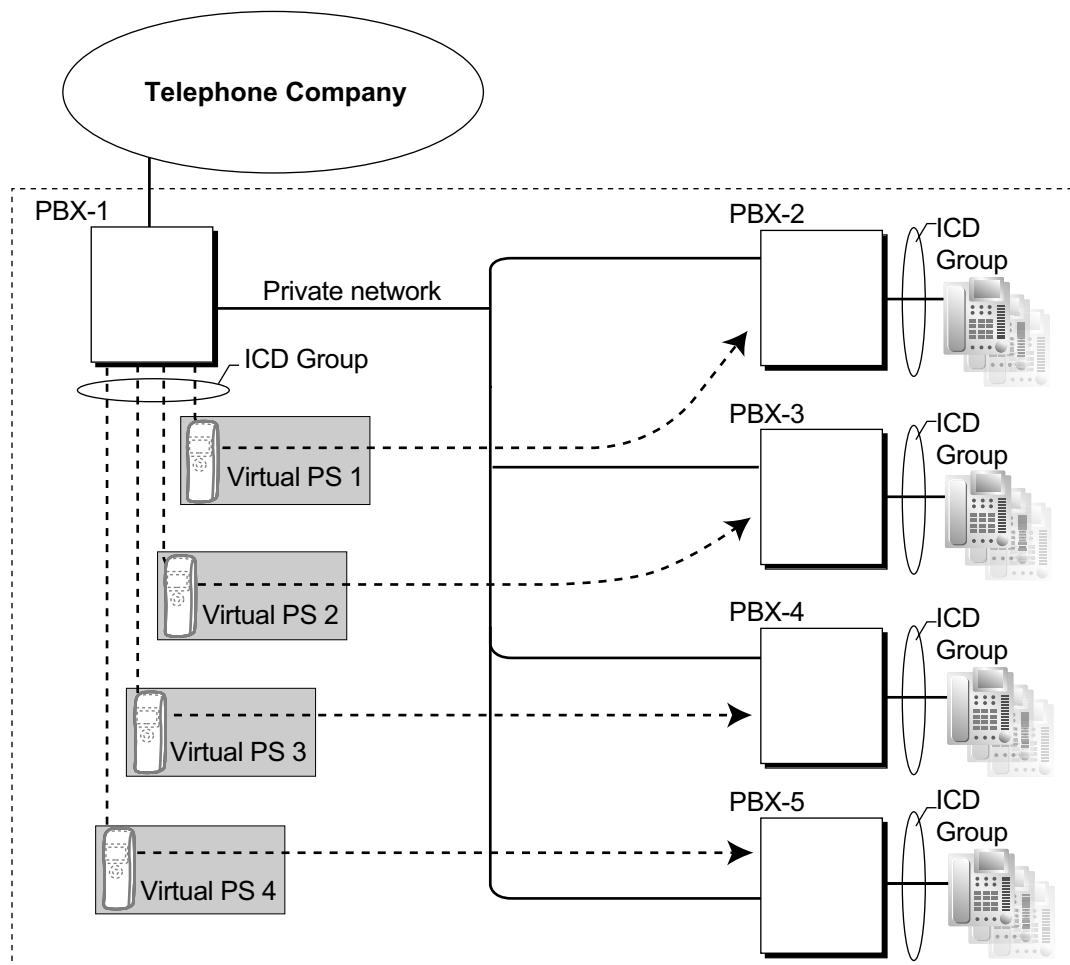 Telephone Company
PBX-1
Private network
ICD Group
Virtual PS 1
Virtual PS 2
Virtual PS 3
Virtual PS 4
PBX-2
ICD
Group
PBX-3
ICD
Group
PBX-4
ICD
Group
PBX-5
ICD
Group